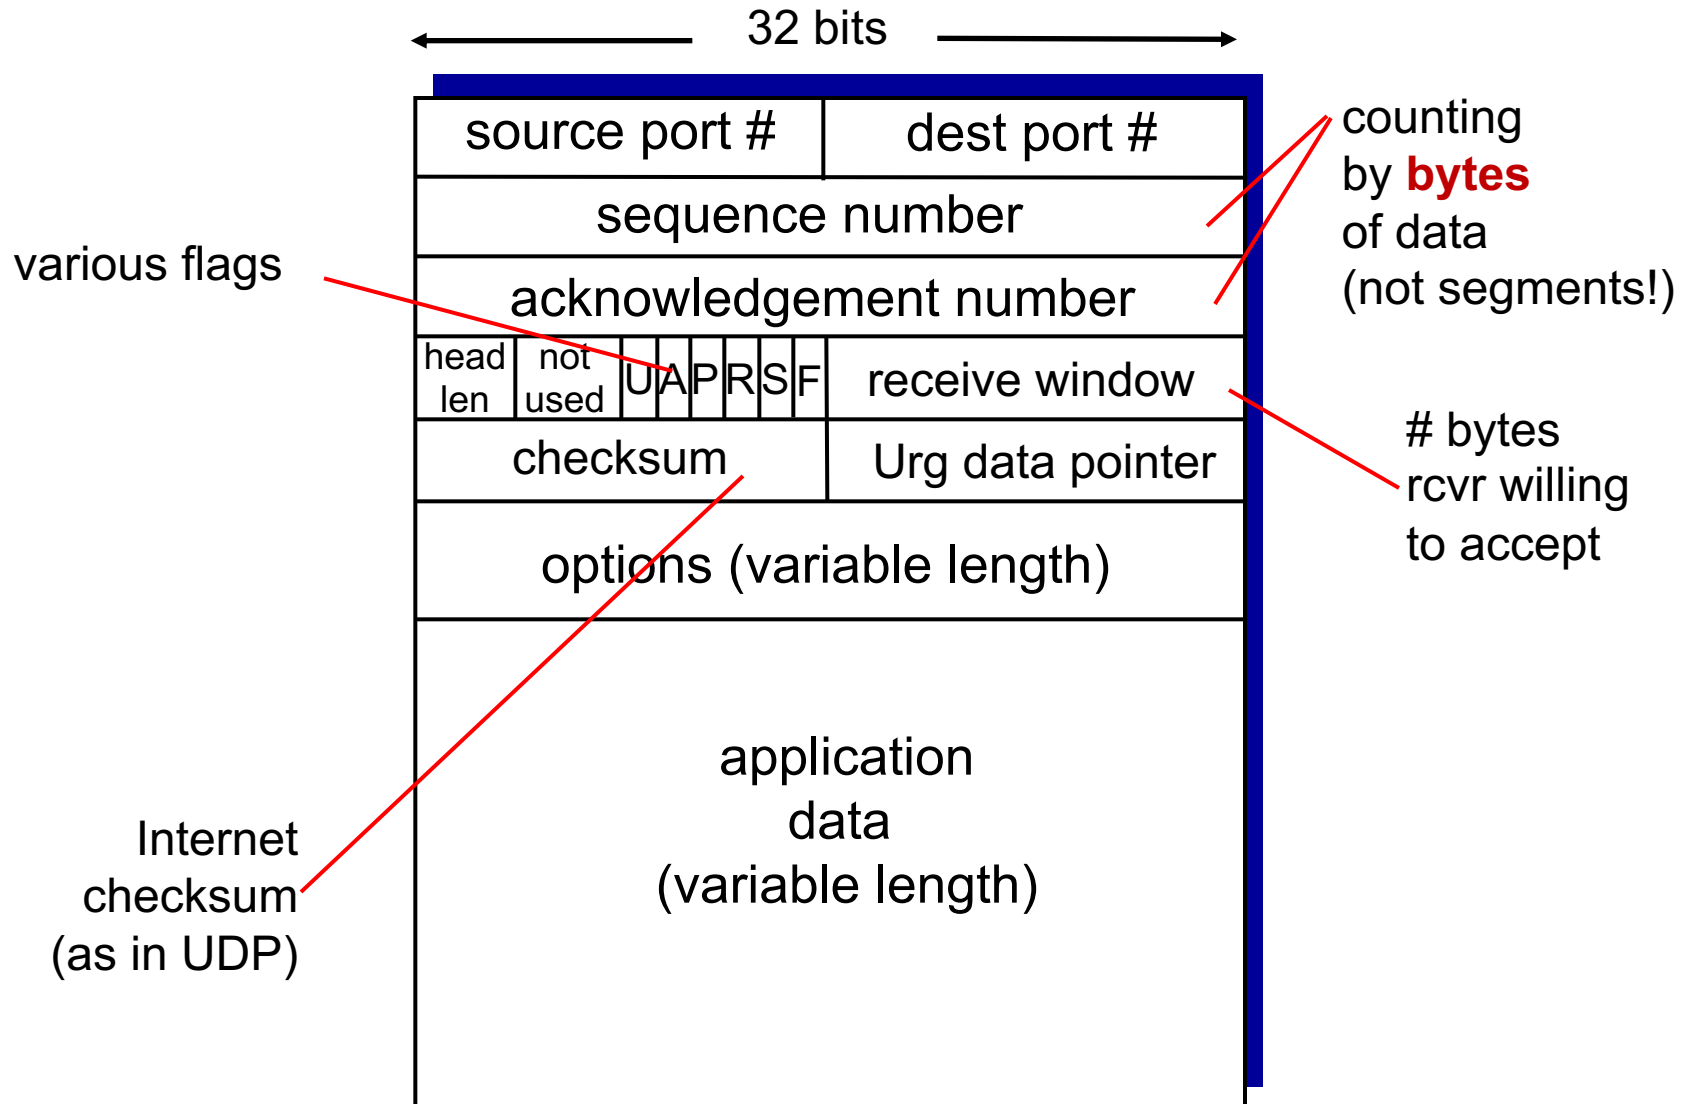 32 bits
source port #
dest port #
counting
by bytes
of data
(not segments!)
sequence number
various flags
acknowledgement number
head
len
not
used
U
A
P
R
S
F
receive window
# bytes
rcvr willing
to accept
checksum
Urg data pointer
options (variable length)
application
data
(variable length)
Internet
checksum
(as in UDP)